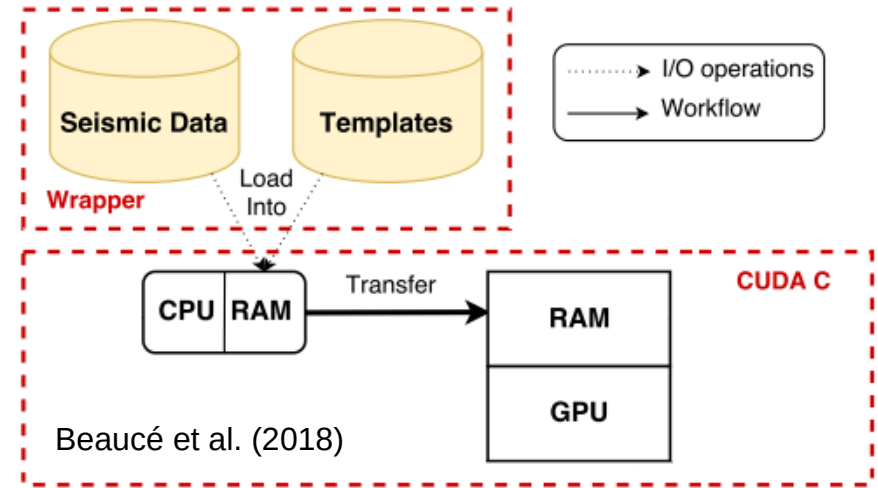 Seismic Data
Templates
Wrapper
Load
Into
I/O operations
Workflow
CUDA C
CPU
RAM
Transfer
RAM
GPU
Beaucé et al. (2018)